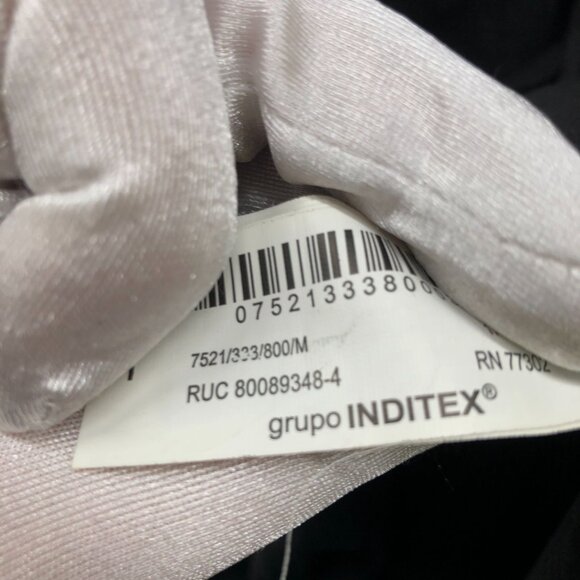 07521333800
7521/333/800/M
RUC 80089348-4
RN 77302
grupo INDITEX®